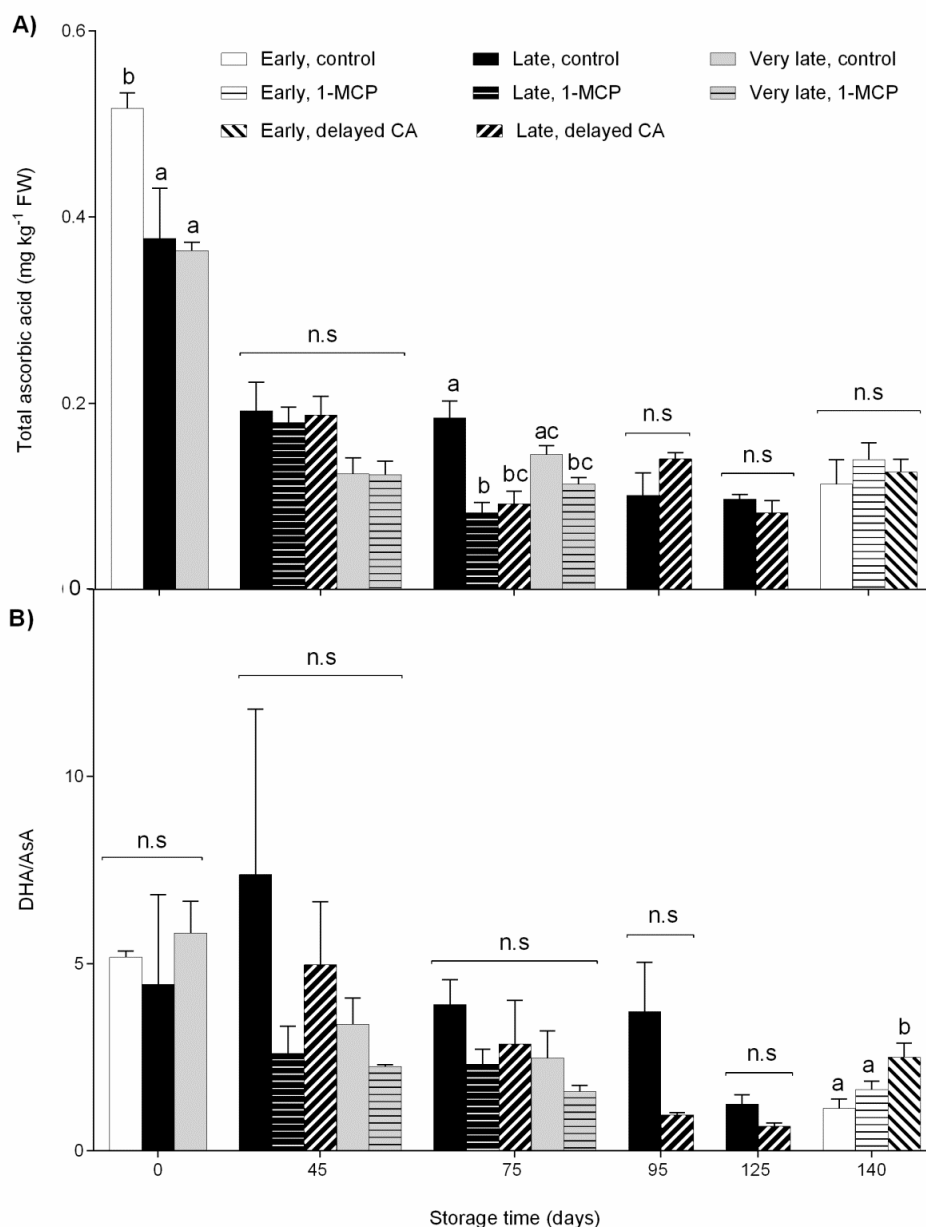 A)
0.6
Early, control Late, control Very late, control
Early, 1-MCP Late, 1-MCP Very late, 1-MCP
Early, delayed CA Late, delayed CA
b
a
a
0.4
Total ascorbic acid (mg kg⁻¹ FW)
n.s
0.2
a
b
bc
ac
bc
n.s
n.s
n.s
0
B)
n.s
10
DHA/AsA
n.s
5
n.s
n.s
n.s
a
a
b
0
0 45 75 95 125 140
Storage time (days)